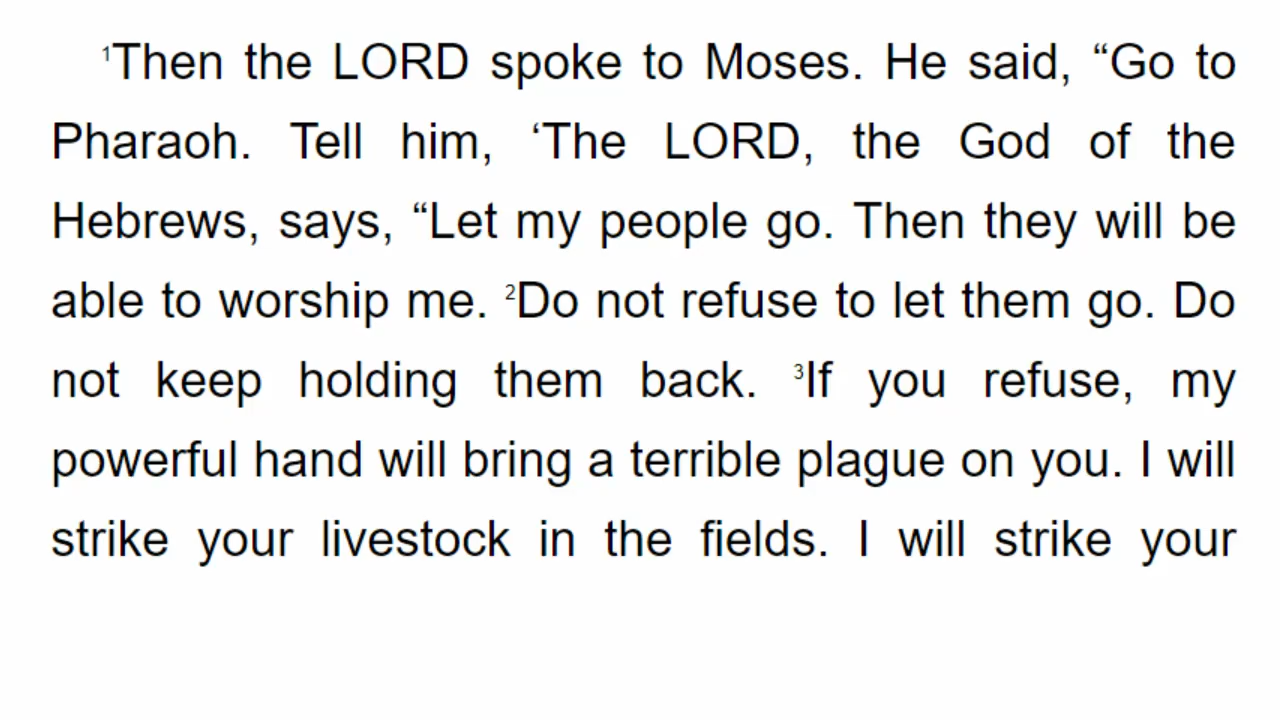 ¹Then the LORD spoke to Moses. He said, “Go to
Pharaoh. Tell him, ‘The LORD, the God of the
Hebrews, says, “Let my people go. Then they will be
able to worship me. ²Do not refuse to let them go. Do
not keep holding them back. ³If you refuse, my
powerful hand will bring a terrible plague on you. I will
strike your livestock in the fields. I will strike your